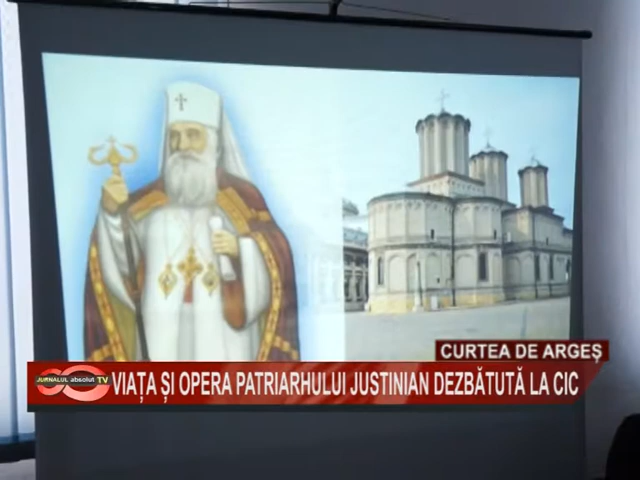 CURTEA DE ARGEȘ
JURNALUL absolut TV
VIAȚA ȘI OPERA PATRIARHULUI JUSTINIAN DEZBĂTUTĂ LA CIC